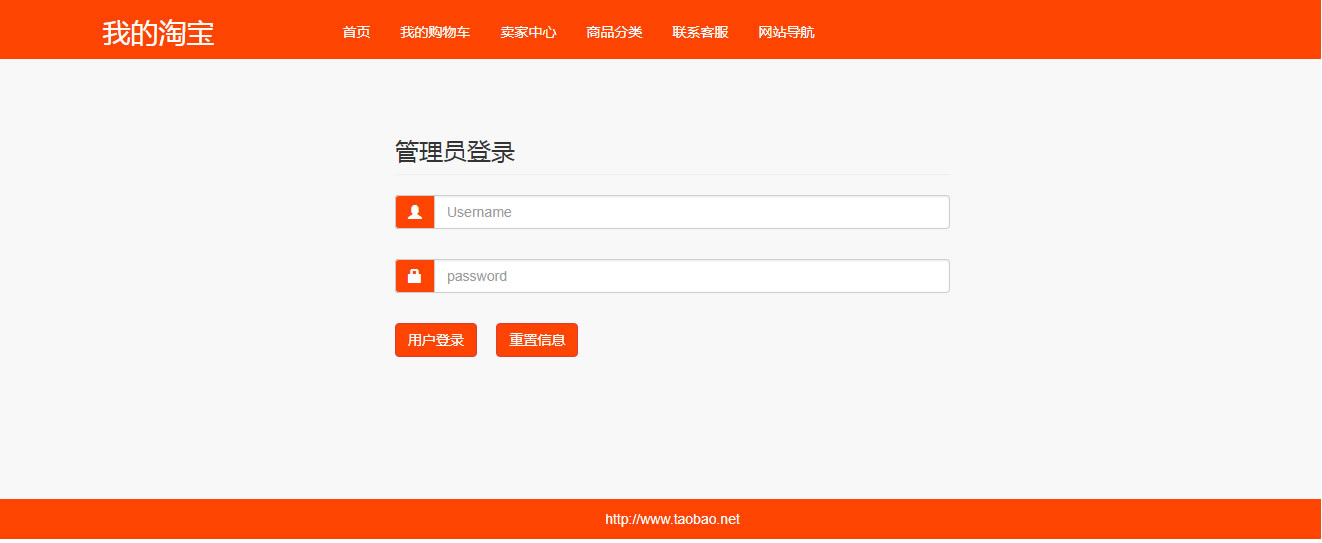 我的淘宝 首页 我的购物车 卖家中心 商品分类 联系客服 网站导航
管理员登录
Username
password
用户登录 重置信息
http://www.taobao.net